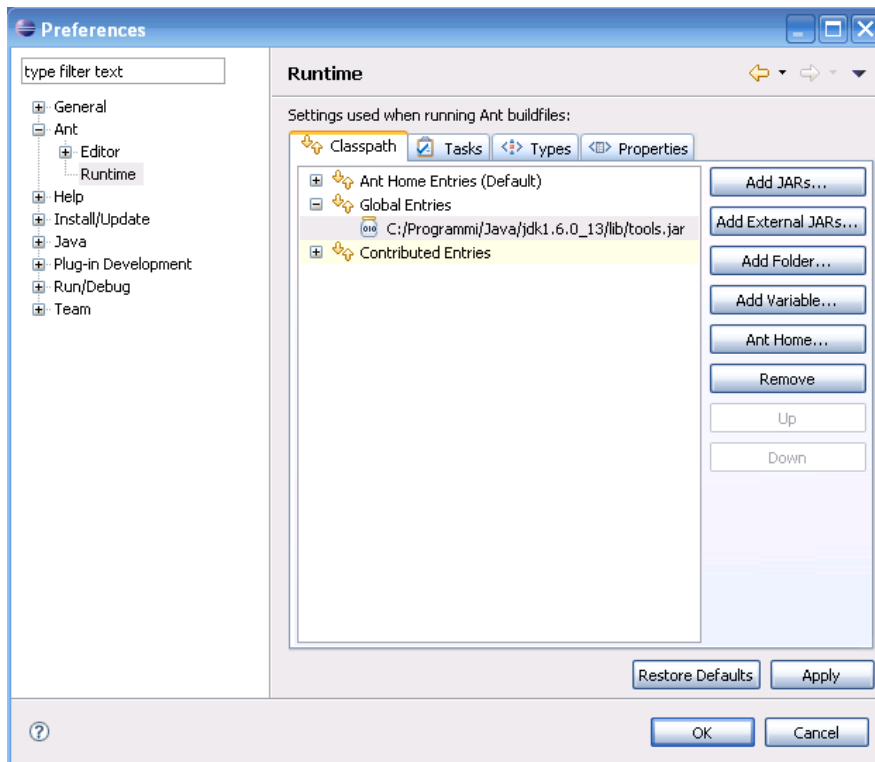 Preferences
type filter text
General
Ant
Editor
Runtime
Help
Install/Update
Java
Plug-in Development
Run/Debug
Team
Runtime
Settings used when running Ant buildfiles:
Classpath Tasks Types Properties
Ant Home Entries (Default)
Global Entries
C:/Programmi/Java/jdk1.6.0_13/lib/tools.jar
Contributed Entries
Add JARs...
Add External JARs...
Add Folder...
Add Variable...
Ant Home...
Remove
Up
Down
Restore Defaults Apply
OK Cancel